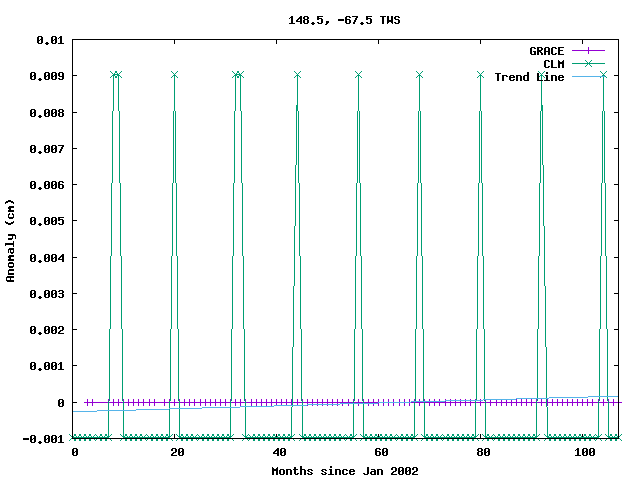 148.5, -67.5 TWS
GRACE
CLM
Trend Line
0.01
0.009
0.008
0.007
0.006
0.005
0.004
0.003
0.002
0.001
0
-0.001
Anomaly (cm)
0 20 40 60 80 100
Months since Jan 2002